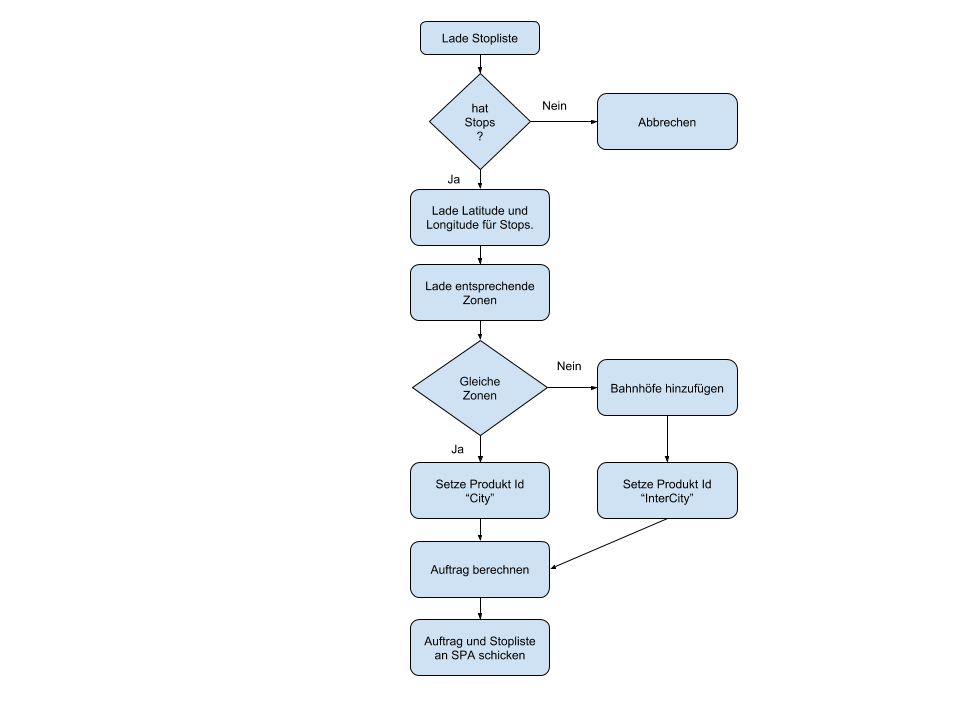 Lade Stopliste
hat
Stops
?
Nein
Abbrechen
Ja
Lade Latitude und
Longitude für Stops.
Lade entsprechende
Zonen
Gleiche
Zonen
Nein
Bahnhöfe hinzufügen
Ja
Setze Produkt Id
“City”
Setze Produkt Id
“InterCity”
Auftrag berechnen
Auftrag und Stopliste
an SPA schicken